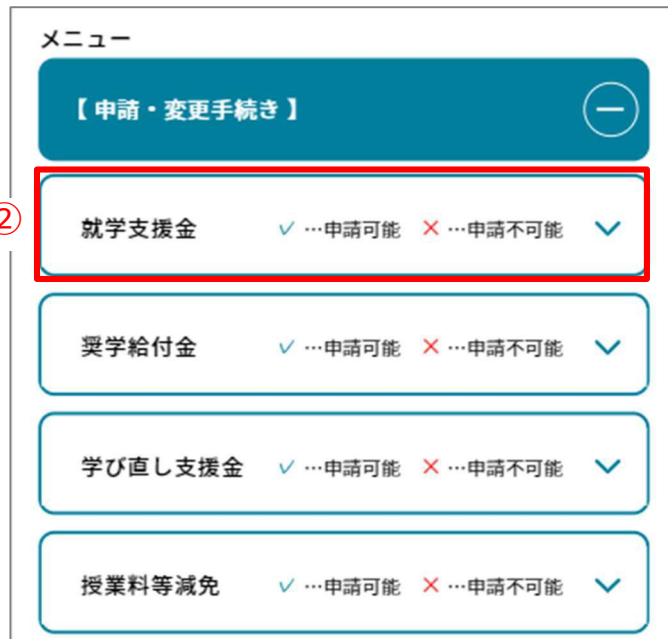 メニュー
【 申請・変更手続き 】
②
就学支援金 ✓ …申請可能 × …申請不可能
奨学給付金 ✓ …申請可能 × …申請不可能
学び直し支援金 ✓ …申請可能 × …申請不可能
授業料等減免 ✓ …申請可能 × …申請不可能